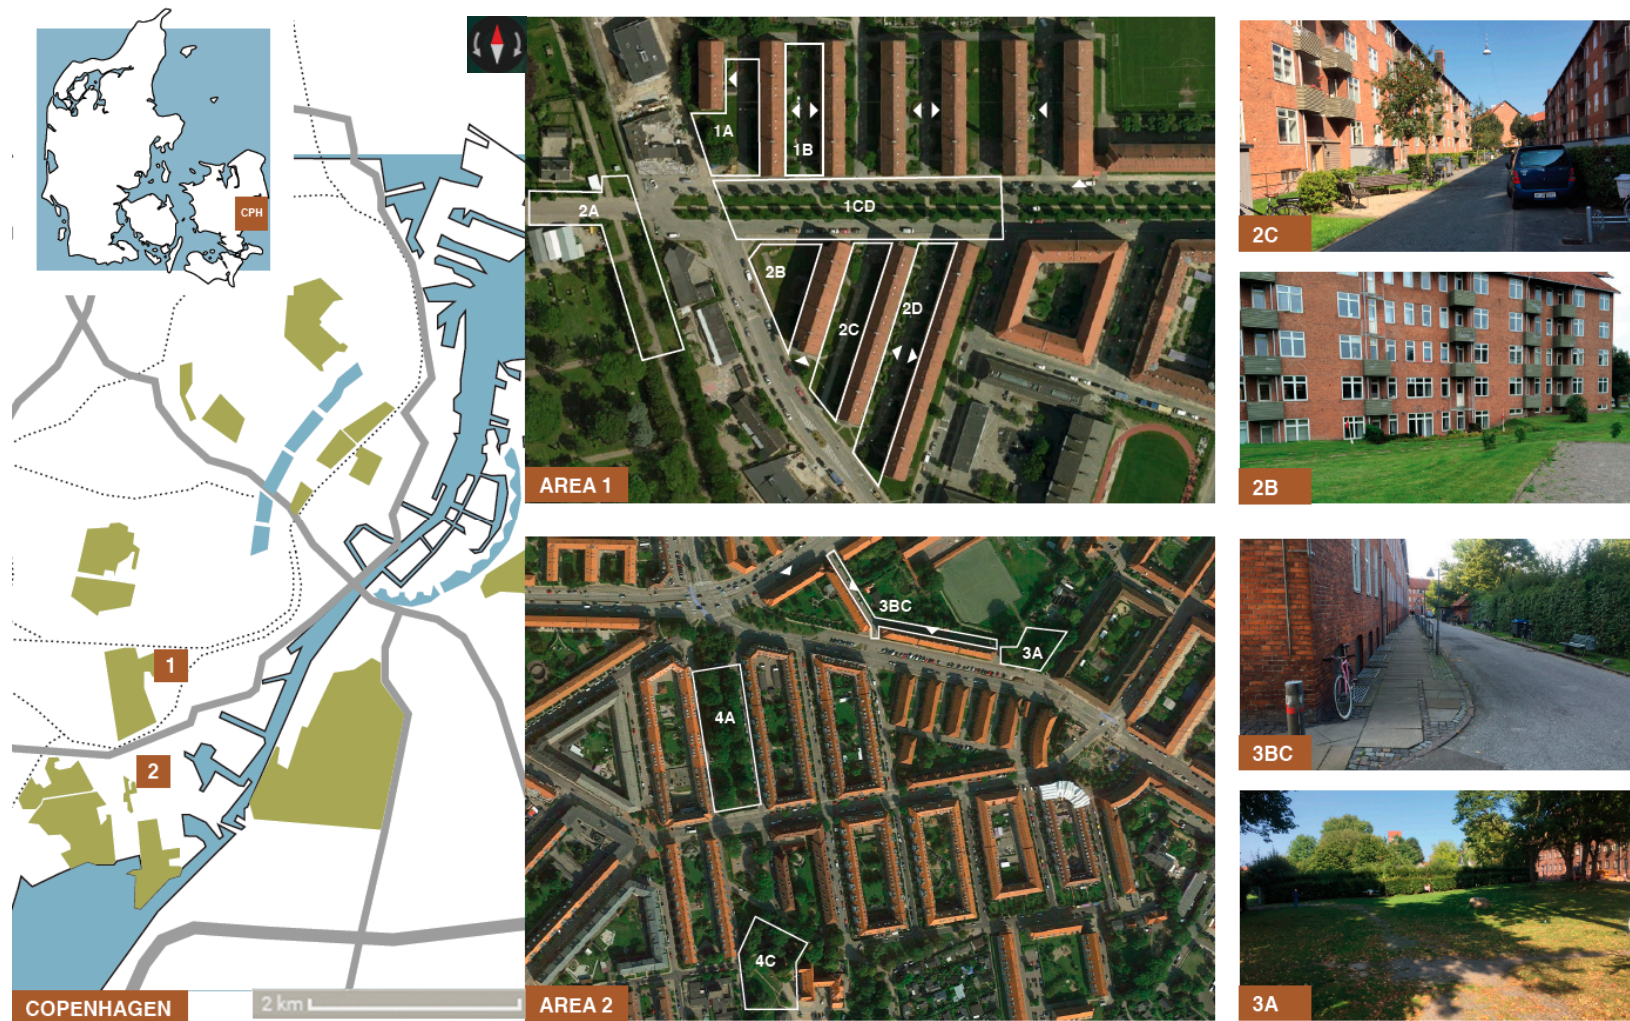 CPH
1
2
COPENHAGEN
2 km
1A
1B
1CD
2A
2B
2C
2D
AREA 1
3BC
3A
4A
4C
AREA 2
2C
2B
3BC
3A